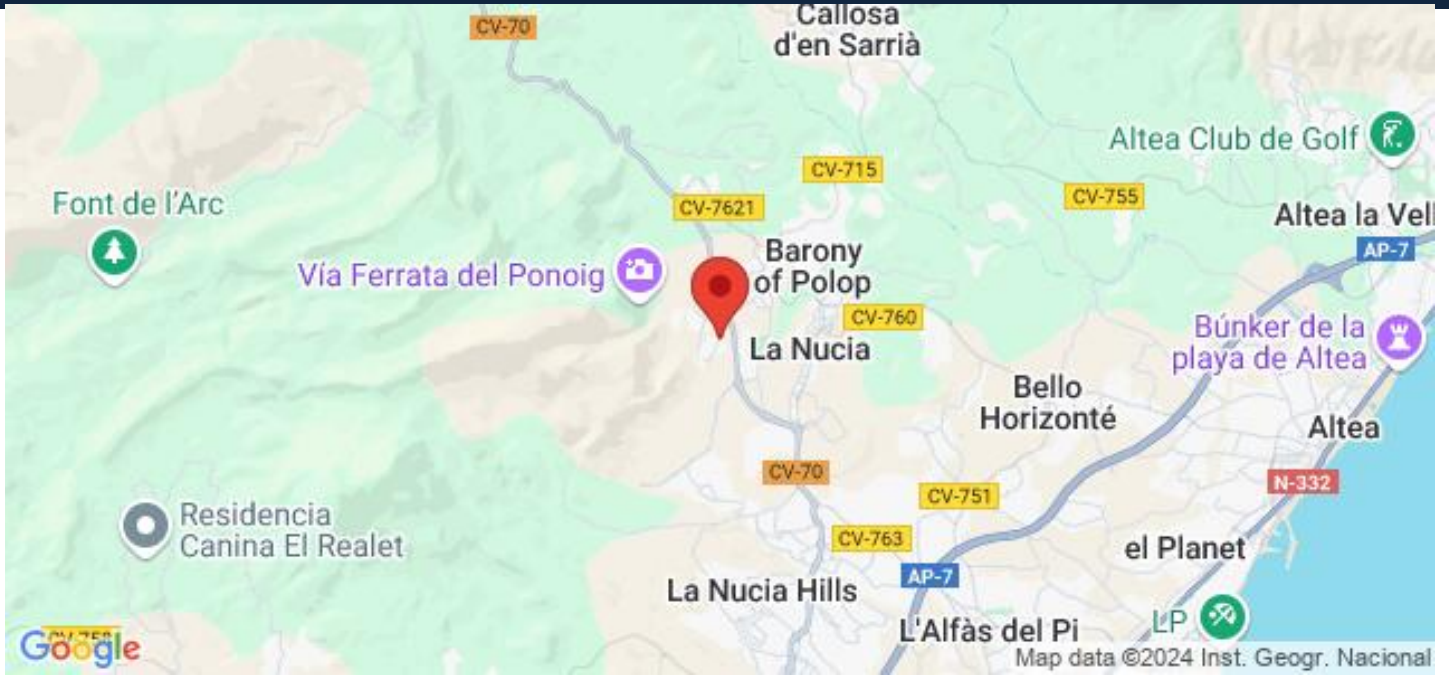 CV-70
Callosa
d'en Sarrià
Altea Club de Golf
CV-715
CV-755
Font de l'Arc
CV-7621
Altea la Vell
AP-7
Barony
of Polop
Vía Ferrata del Ponoig
CV-760
Búnker de la
playa de Altea
La Nucia
Bello
Horizonté
Altea
CV-70
N-332
CV-751
Residencia
Canina El Realet
CV-763
el Planet
AP-7
La Nucia Hills
LP
L'Alfàs del Pi
Google
Map data ©2024 Inst. Geogr. Nacional